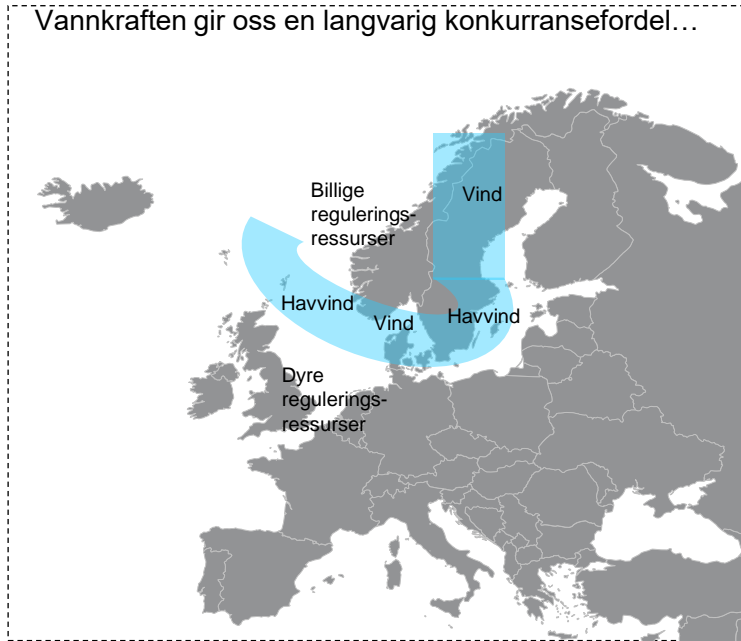 Vannkraften gir oss en langvarig konkurransefordel…
Billige
regulerings-
ressurser
Vind
Havvind
Vind
Havvind
Dyre
regulerings-
ressurser